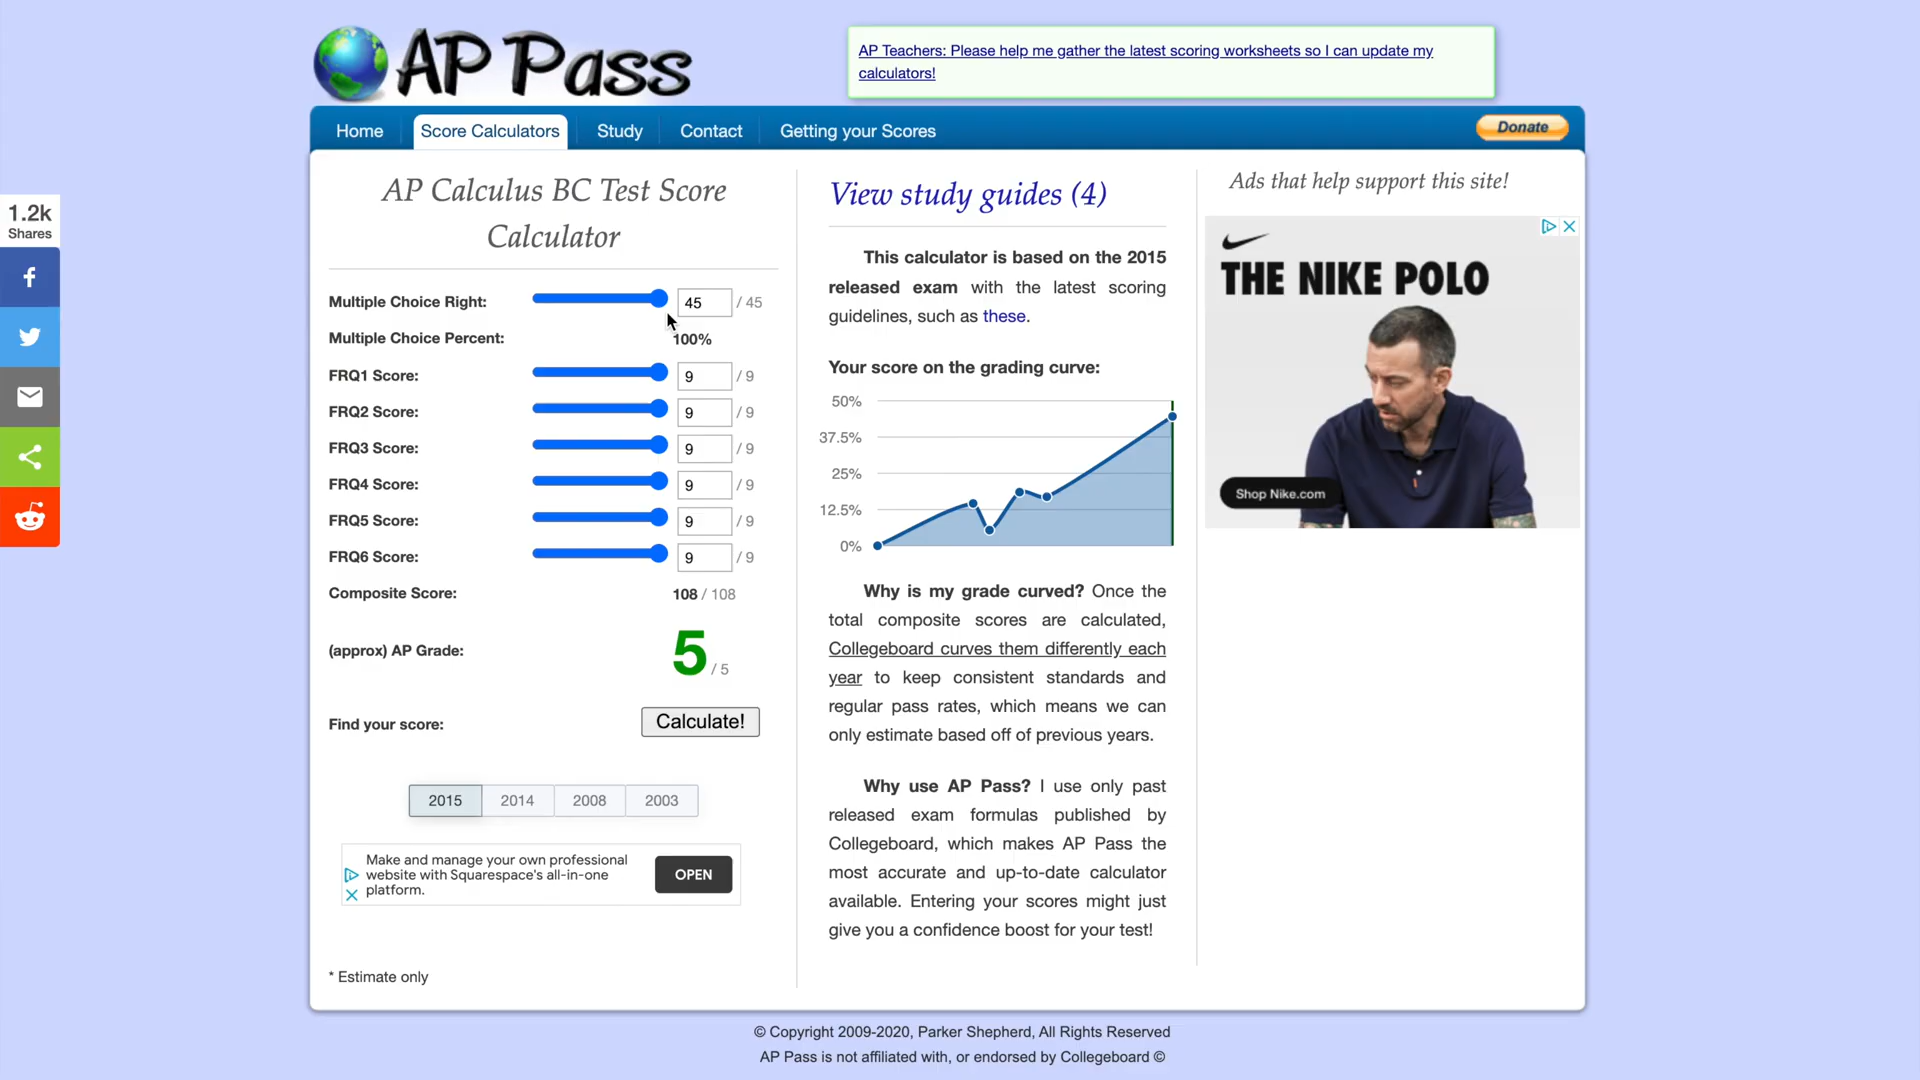 AP Pass
AP Teachers: Please help me gather the latest scoring worksheets so I can update my
calculators!
Home
Score Calculators
Study
Contact
Getting your Scores
Donate
1.2k
Shares
AP Calculus BC Test Score
Calculator
Multiple Choice Right:
45 / 45
Multiple Choice Percent:
100%
FRQ1 Score:
9 / 9
FRQ2 Score:
9 / 9
FRQ3 Score:
9 / 9
FRQ4 Score:
9 / 9
FRQ5 Score:
9 / 9
FRQ6 Score:
9 / 9
Composite Score:
108 / 108
(approx) AP Grade:
5 / 5
Find your score:
Calculate!
2015
2014
2008
2003
Make and manage your own professional
website with Squarespace's all-in-one
platform.
OPEN
* Estimate only
View study guides (4)
This calculator is based on the 2015
released exam with the latest scoring
guidelines, such as these.
Your score on the grading curve:
50%
37.5%
25%
12.5%
0%
Why is my grade curved? Once the
total composite scores are calculated,
Collegeboard curves them differently each
year to keep consistent standards and
regular pass rates, which means we can
only estimate based off of previous years.
Why use AP Pass? I use only past
released exam formulas published by
Collegeboard, which makes AP Pass the
most accurate and up-to-date calculator
available. Entering your scores might just
give you a confidence boost for your test!
Ads that help support this site!
THE NIKE POLO
Shop Nike.com
© Copyright 2009-2020, Parker Shepherd, All Rights Reserved
AP Pass is not affiliated with, or endorsed by Collegeboard ©